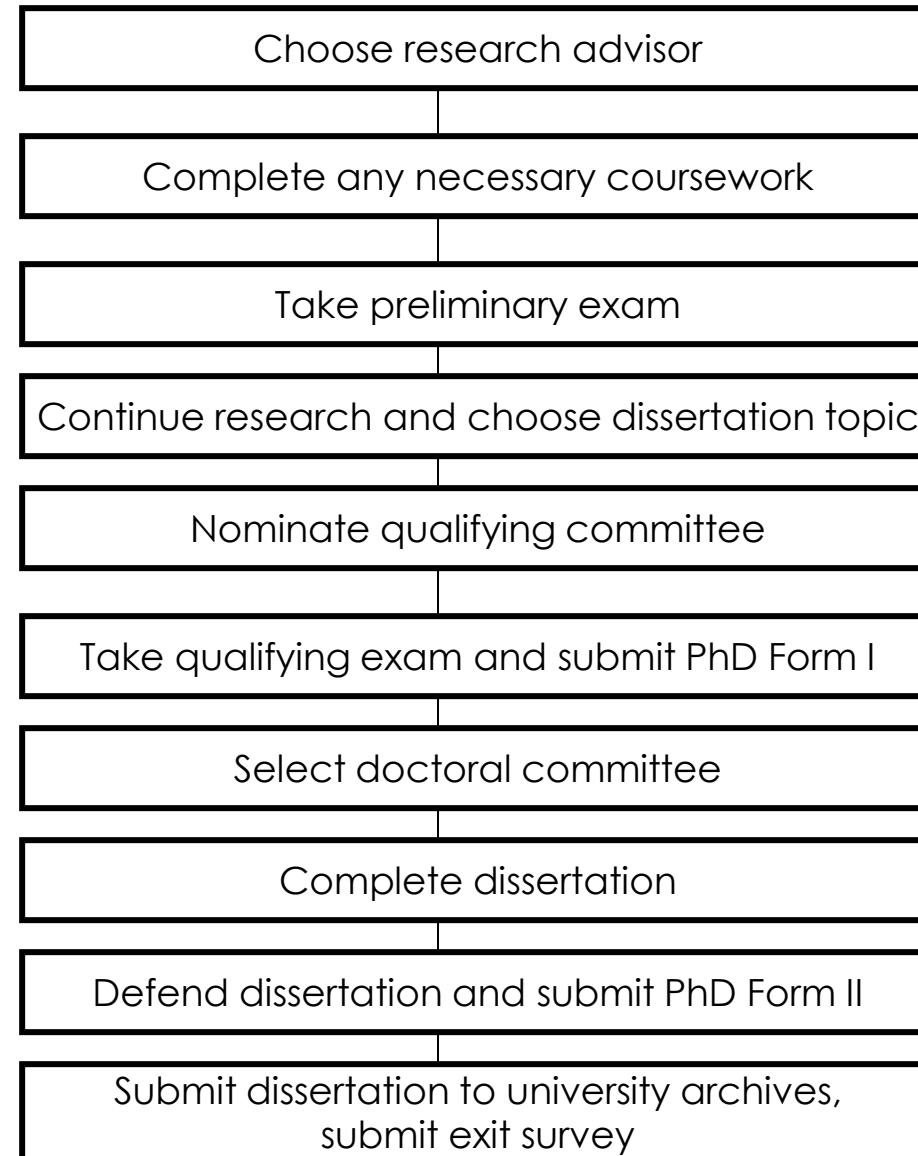 Choose research advisor
Complete any necessary coursework
Take preliminary exam
Continue research and choose dissertation topic
Nominate qualifying committee
Take qualifying exam and submit PhD Form I
Select doctoral committee
Complete dissertation
Defend dissertation and submit PhD Form II
Submit dissertation to university archives,
submit exit survey